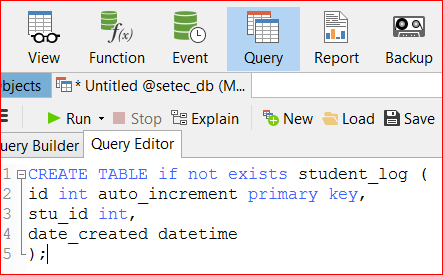 View Function Event Query Report Backup
bjects * Untitled @setec_db (M...
Run Stop Explain New Load Save
uery Builder Query Editor
1 CREATE TABLE if not exists student_log (
2 id int auto_increment primary key,
3 stu_id int,
4 date_created datetime
5 );